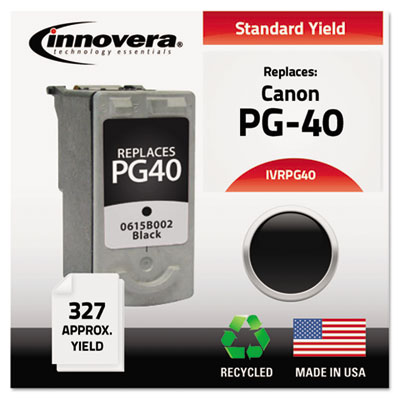 innovera®
technology essentials™
Standard Yield
Replaces:
Canon
PG-40
IVRPG40
REPLACES
PG40
0615B002
Black
327
APPROX.
YIELD
RECYCLED
MADE IN USA